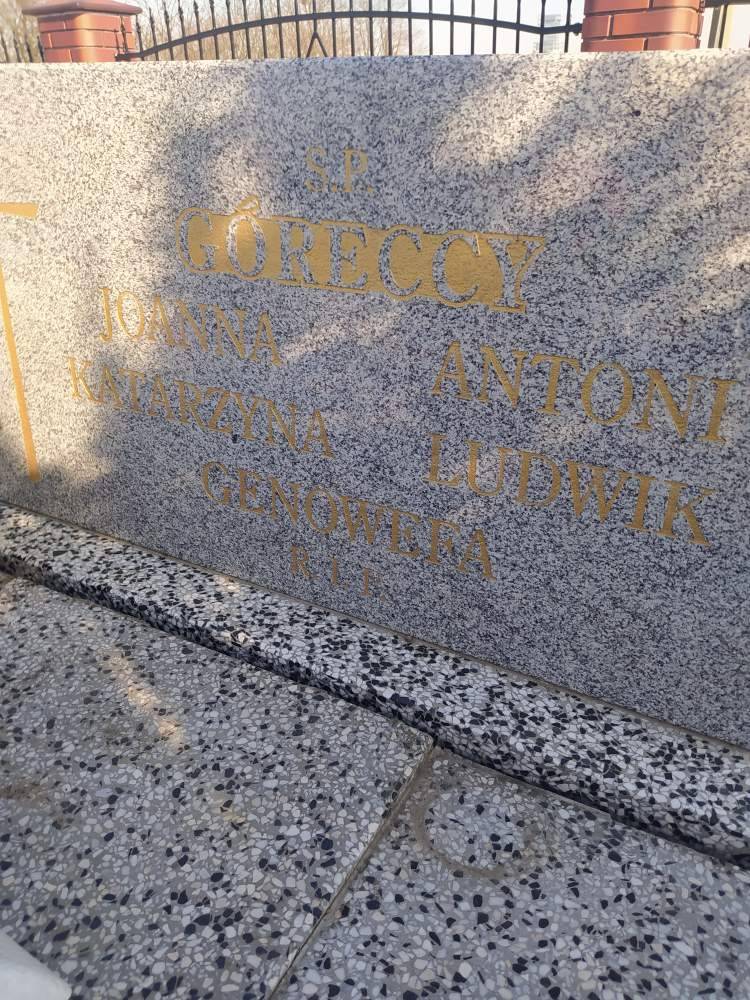 Ś.P.
GÓRECCY
JOANNA ANTONI
KATARZYNA LUDWIK
GENOWEFA
R. I. P.